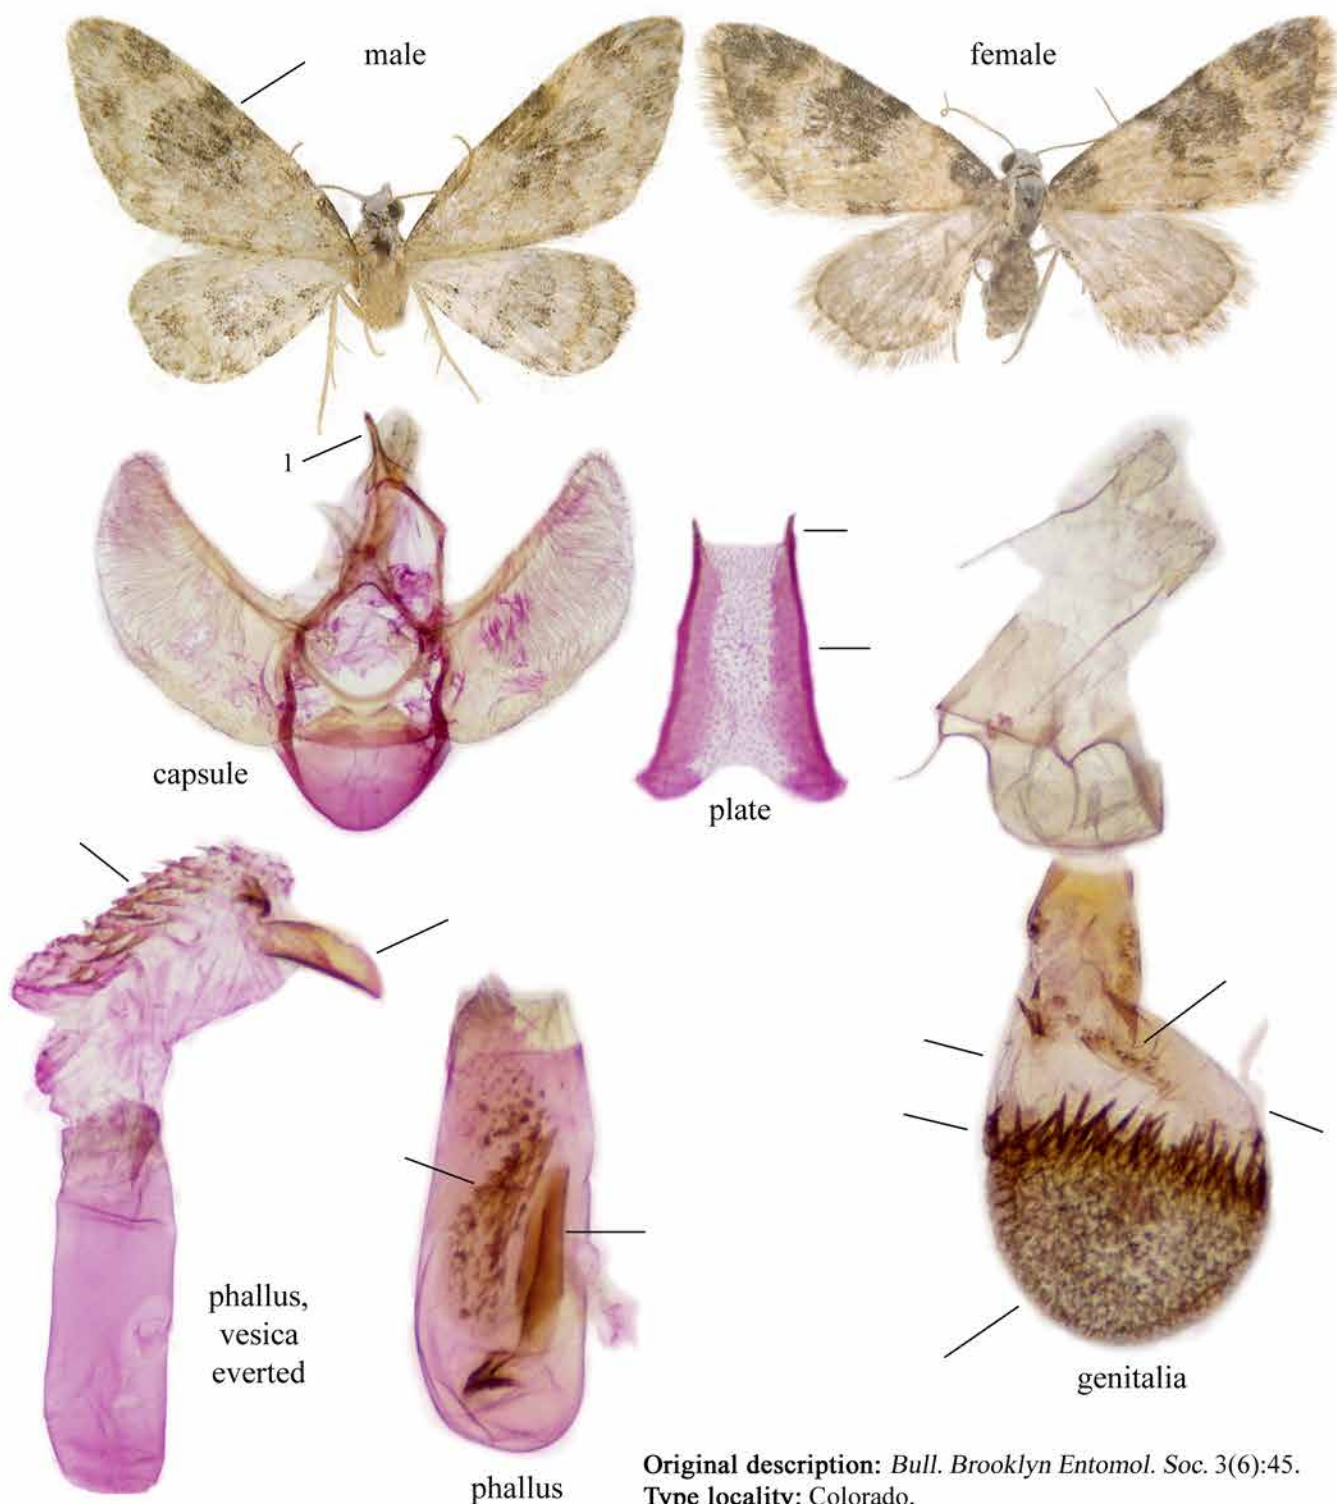 male
female
1
capsule
plate
phallus,
vesica
everted
genitalia
phallus
Original description: Bull. Brooklyn Entomol. Soc. 3(6):45.
Type locality: Colorado.